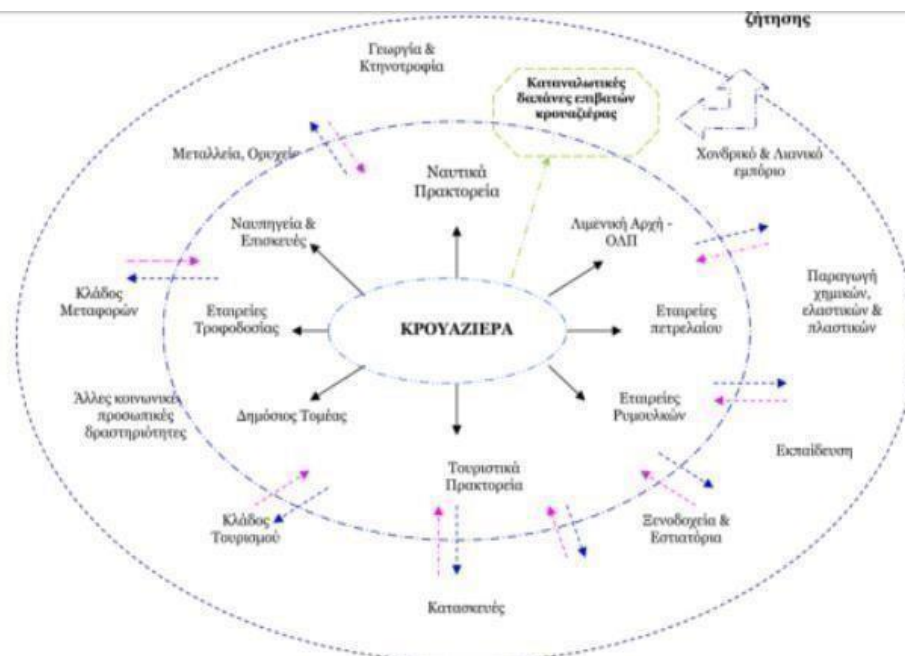 ζήτησης
Γεωργία &
Κτηνοτροφία
Καταναλωτικές
δαπάνες επιβατών
κρουαζιέρας
Μεταλλεία, Ορυχεία
Ναυτικά
Πρακτορεία
Χονδρικό & Λιανικό
εμπόριο
Ναυπηγεία &
Επισκευές
Λιμενική Αρχή -
ΟΛΠ
Κλάδος
Μεταφορών
Εταιρείες
Τροφοδοσίας
ΚΡΟΥΑΖΙΕΡΑ
Εταιρείες
πετρελαίου
Παραγωγή
χημικών,
ελαστικών &
πλαστικών
Άλλες κοινωνικές
προσωπικές
δραστηριότητες
Δημόσιος Τομέας
Εταιρείες
Ρυμουλκών
Εκπαίδευση
Τουριστικά
Πρακτορεία
Κλάδος
Τουρισμού
Ξενοδοχεία &
Εστιατόρια
Κατασκευές